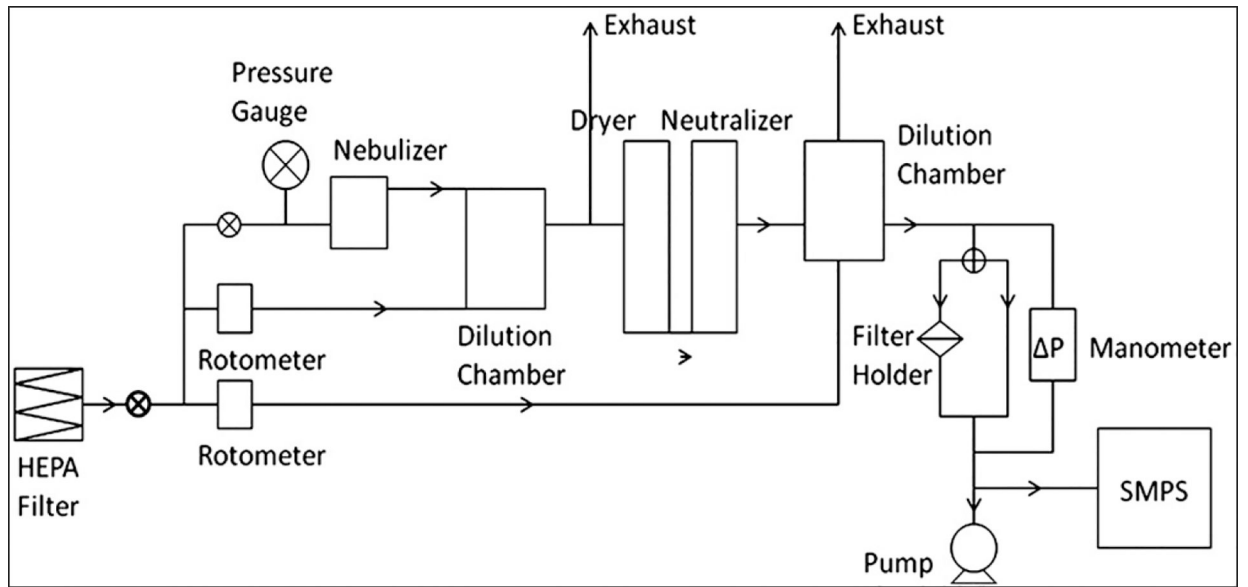 Exhaust
Exhaust
Pressure
Gauge
Nebulizer
Dryer
Neutralizer
Dilution
Chamber
Rotometer
Dilution
Chamber
Filter
Holder
ΔP
Manometer
Rotometer
HEPA
Filter
SMPS
Pump